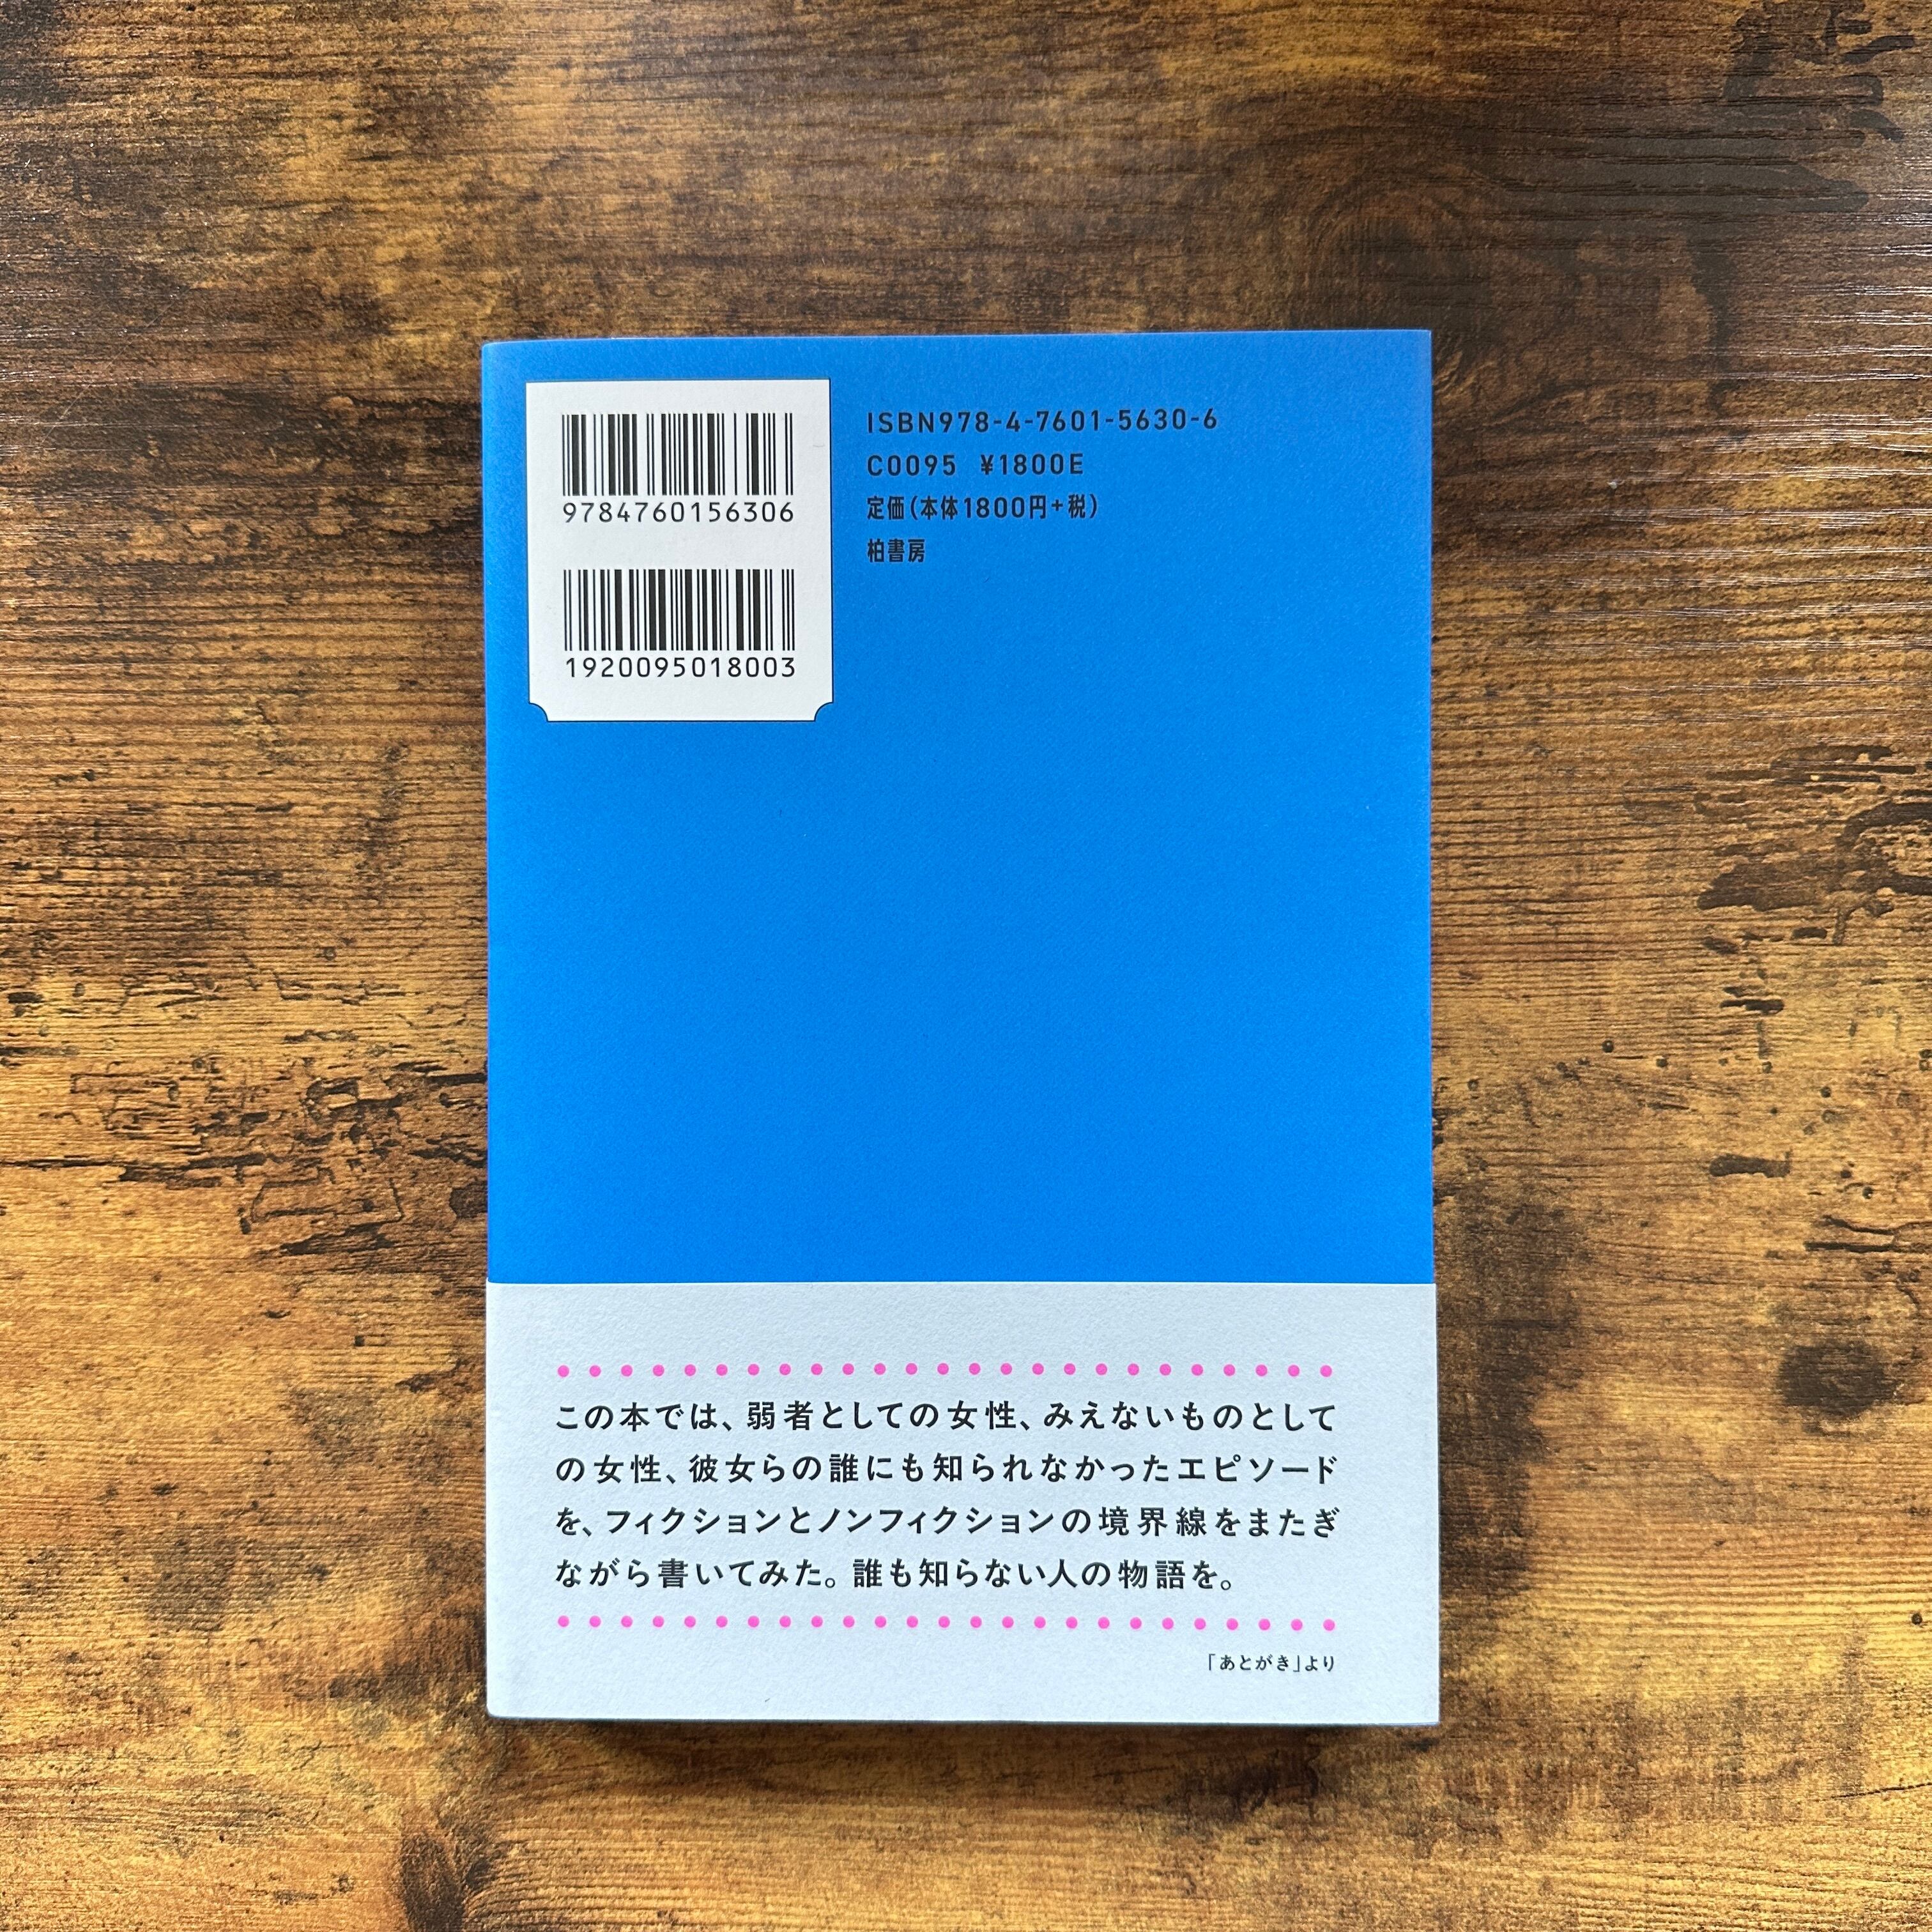 9784760156306
1920095018003
ISBN978-4-7601-5630-6
C0095 ¥1800E
定価(本体1800円+税)
柏書房
この本では、弱者としての女性、みえないものとして
の女性、彼女らの誰にも知られなかったエピソード
を、フィクションとノンフィクションの境界線をまたぎ
ながら書いてみた。誰も知らない人の物語を。
「あとがき」より